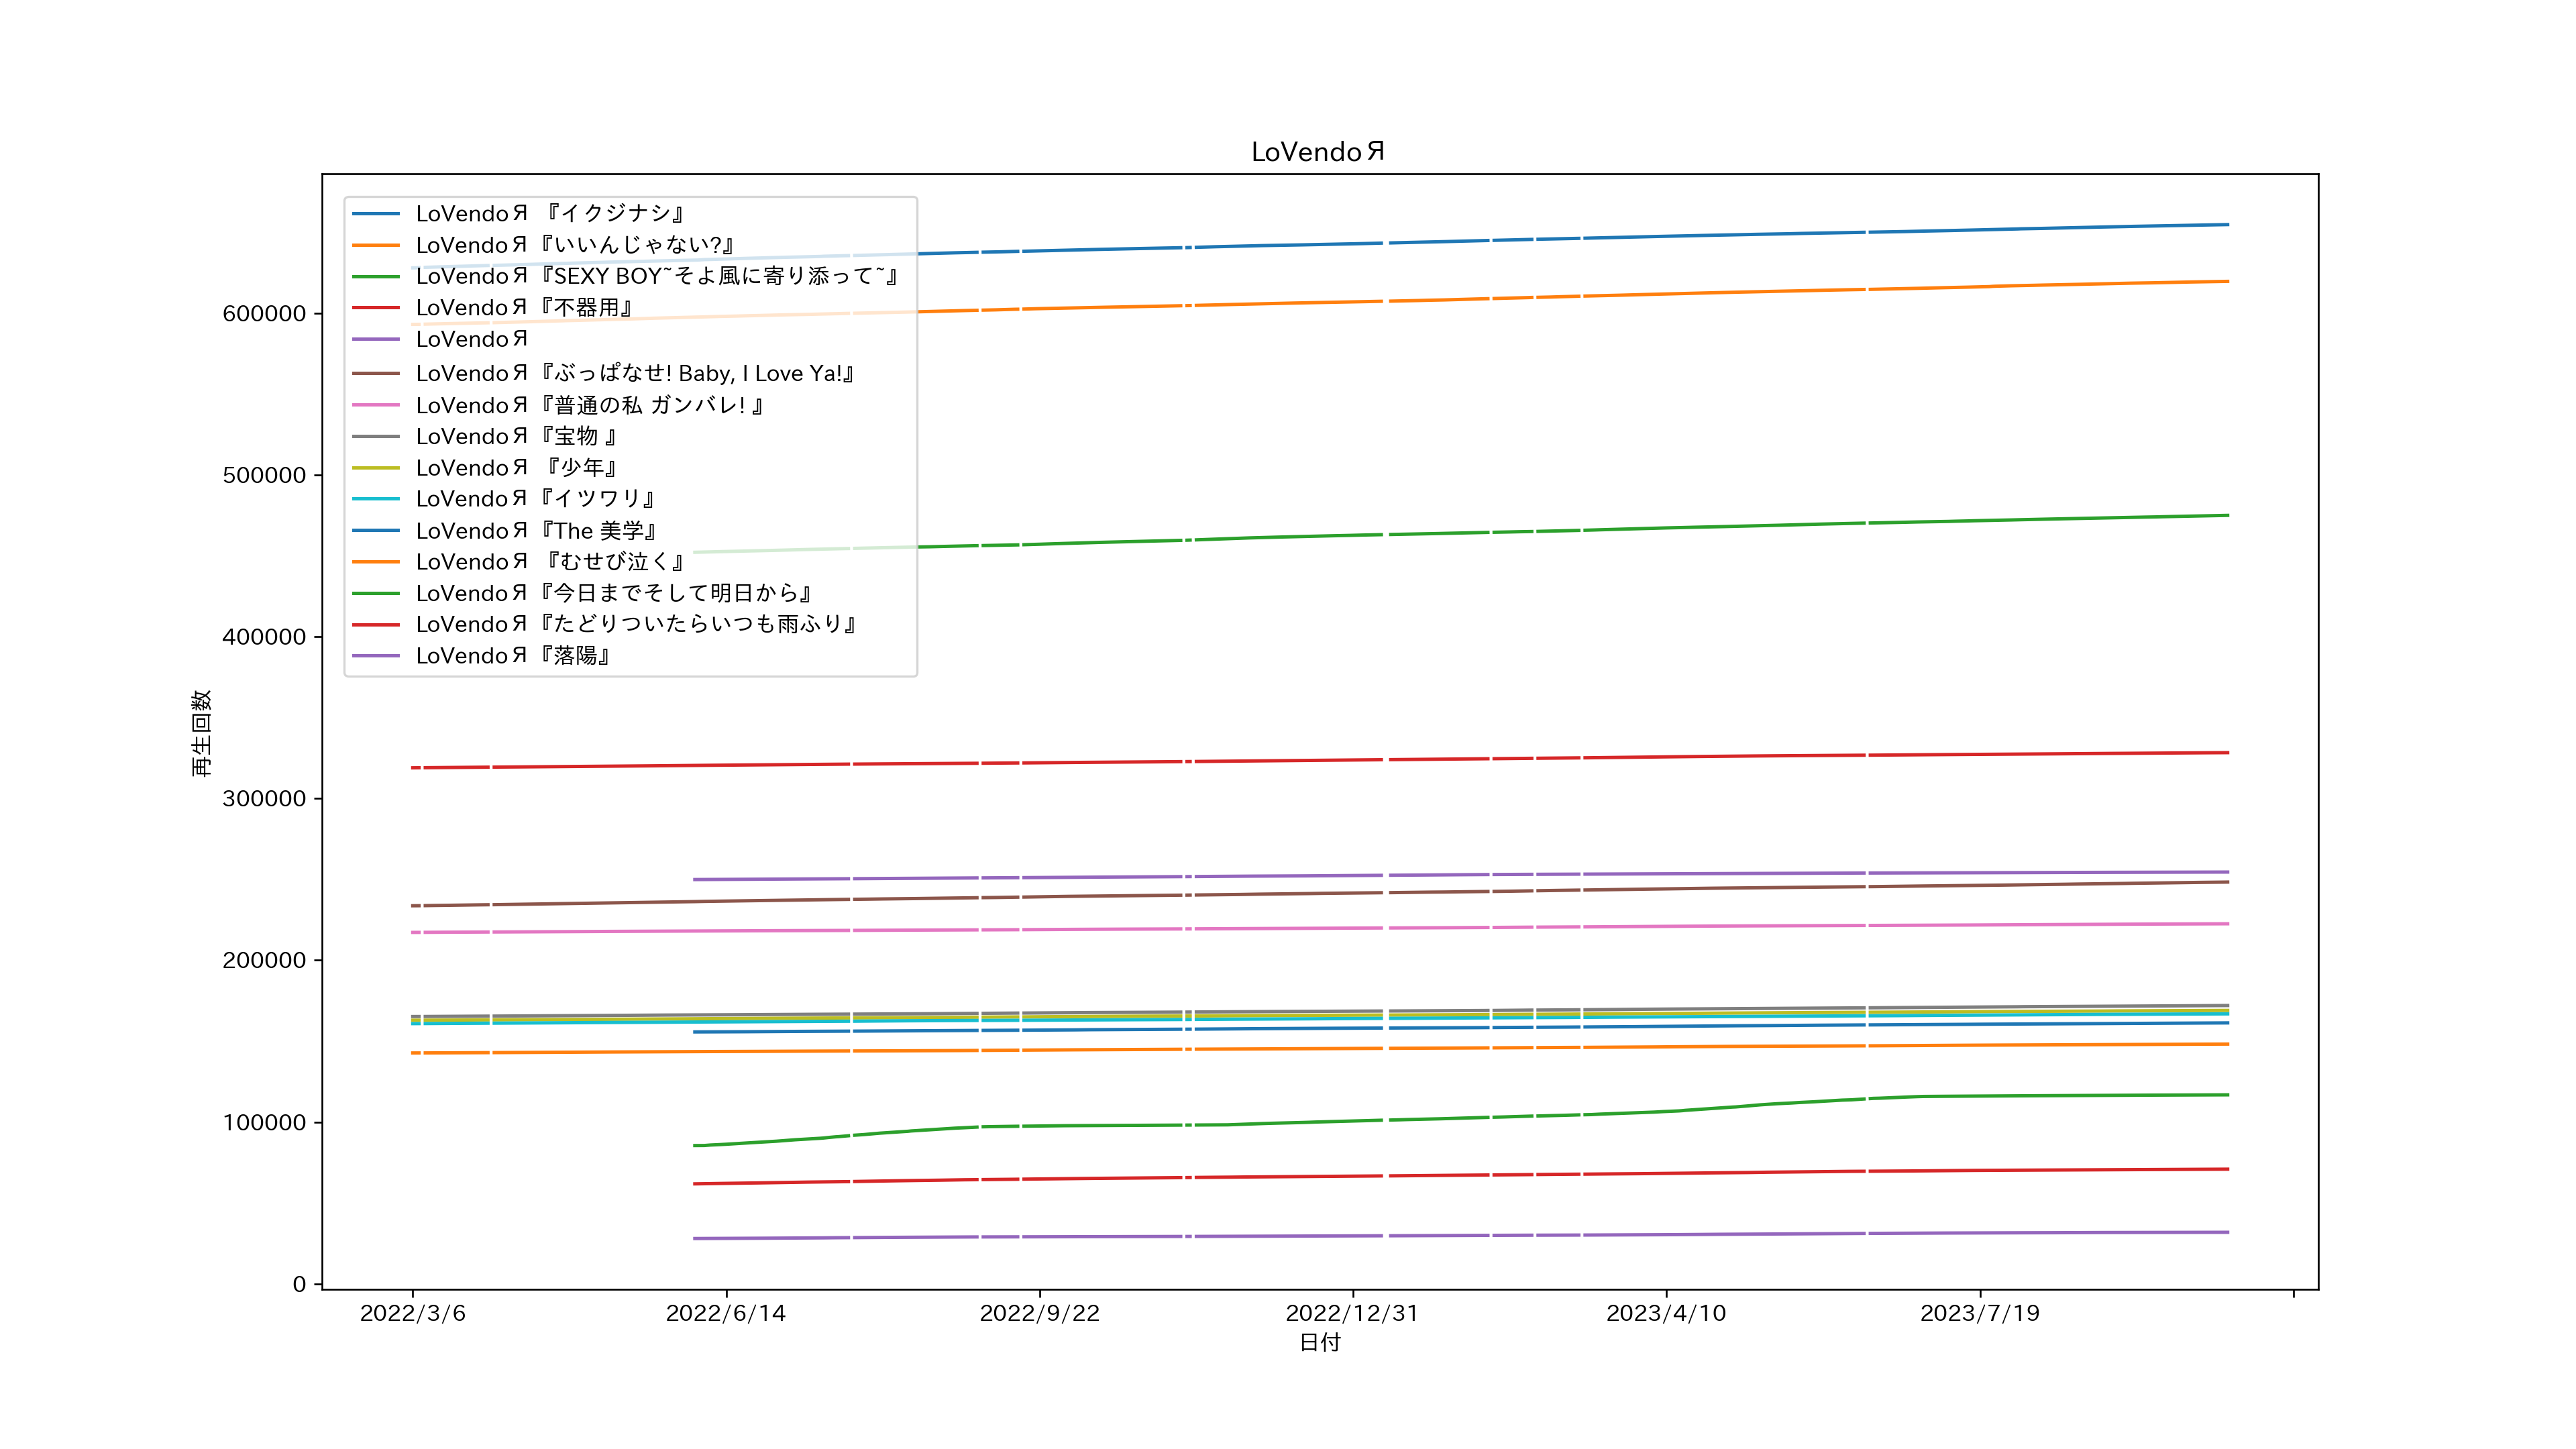 LoVendoЯ
LoVendoЯ 『イクジナシ』
LoVendoЯ『いいんじゃない?』
LoVendoЯ『SEXY BOY~そよ風に寄り添って~』
LoVendoЯ『不器用』
LoVendoЯ
LoVendoЯ『ぶっぱなせ! Baby, I Love Ya!』
LoVendoЯ『普通の私 ガンバレ! 』
LoVendoЯ『宝物 』
LoVendoЯ 『少年』
LoVendoЯ『イツワリ』
LoVendoЯ『The 美学』
LoVendoЯ 『むせび泣く』
LoVendoЯ『今日までそして明日から』
LoVendoЯ『たどりついたらいつも雨ふり』
LoVendoЯ『落陽』
再生回数
600000
500000
400000
300000
200000
100000
0
2022/3/6 2022/6/14 2022/9/22 2022/12/31 2023/4/10 2023/7/19
日付